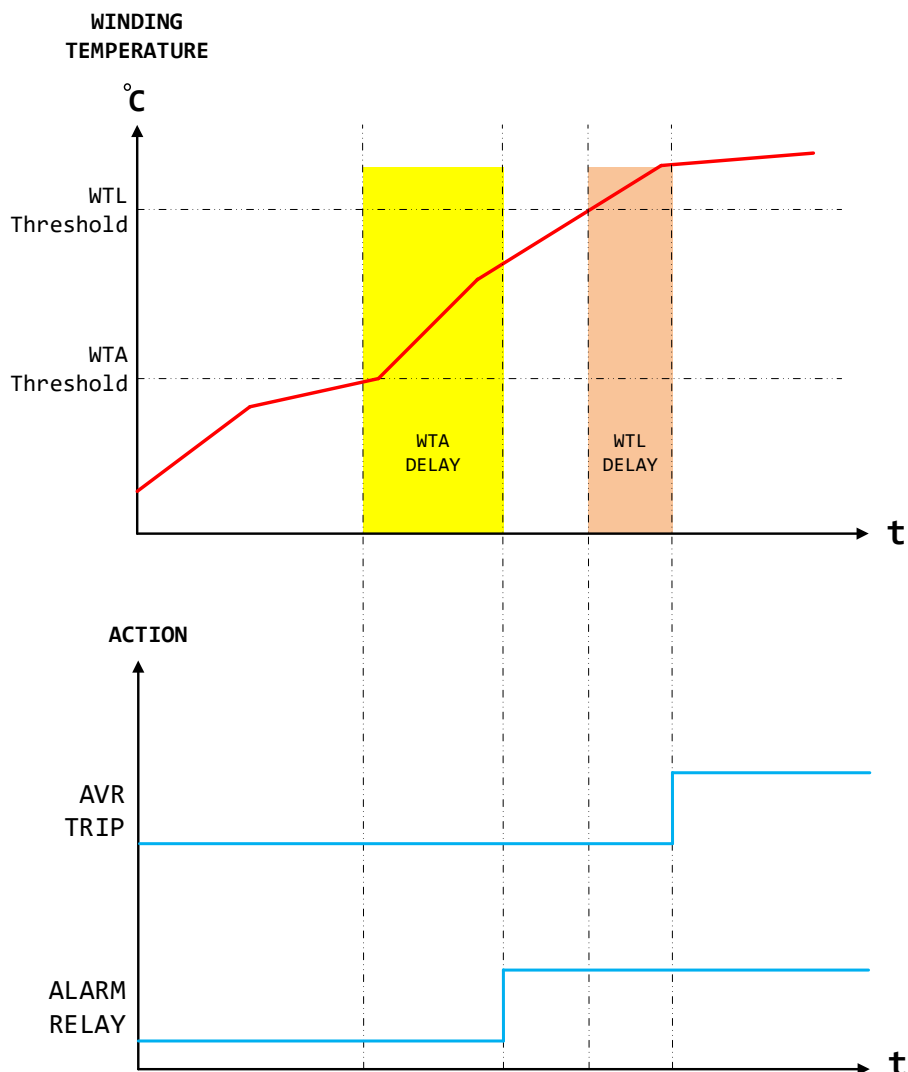 WINDING
TEMPERATURE
°C
WTL
Threshold
WTA
Threshold
WTA
DELAY
WTL
DELAY
t
ACTION
AVR
TRIP
ALARM
RELAY
t